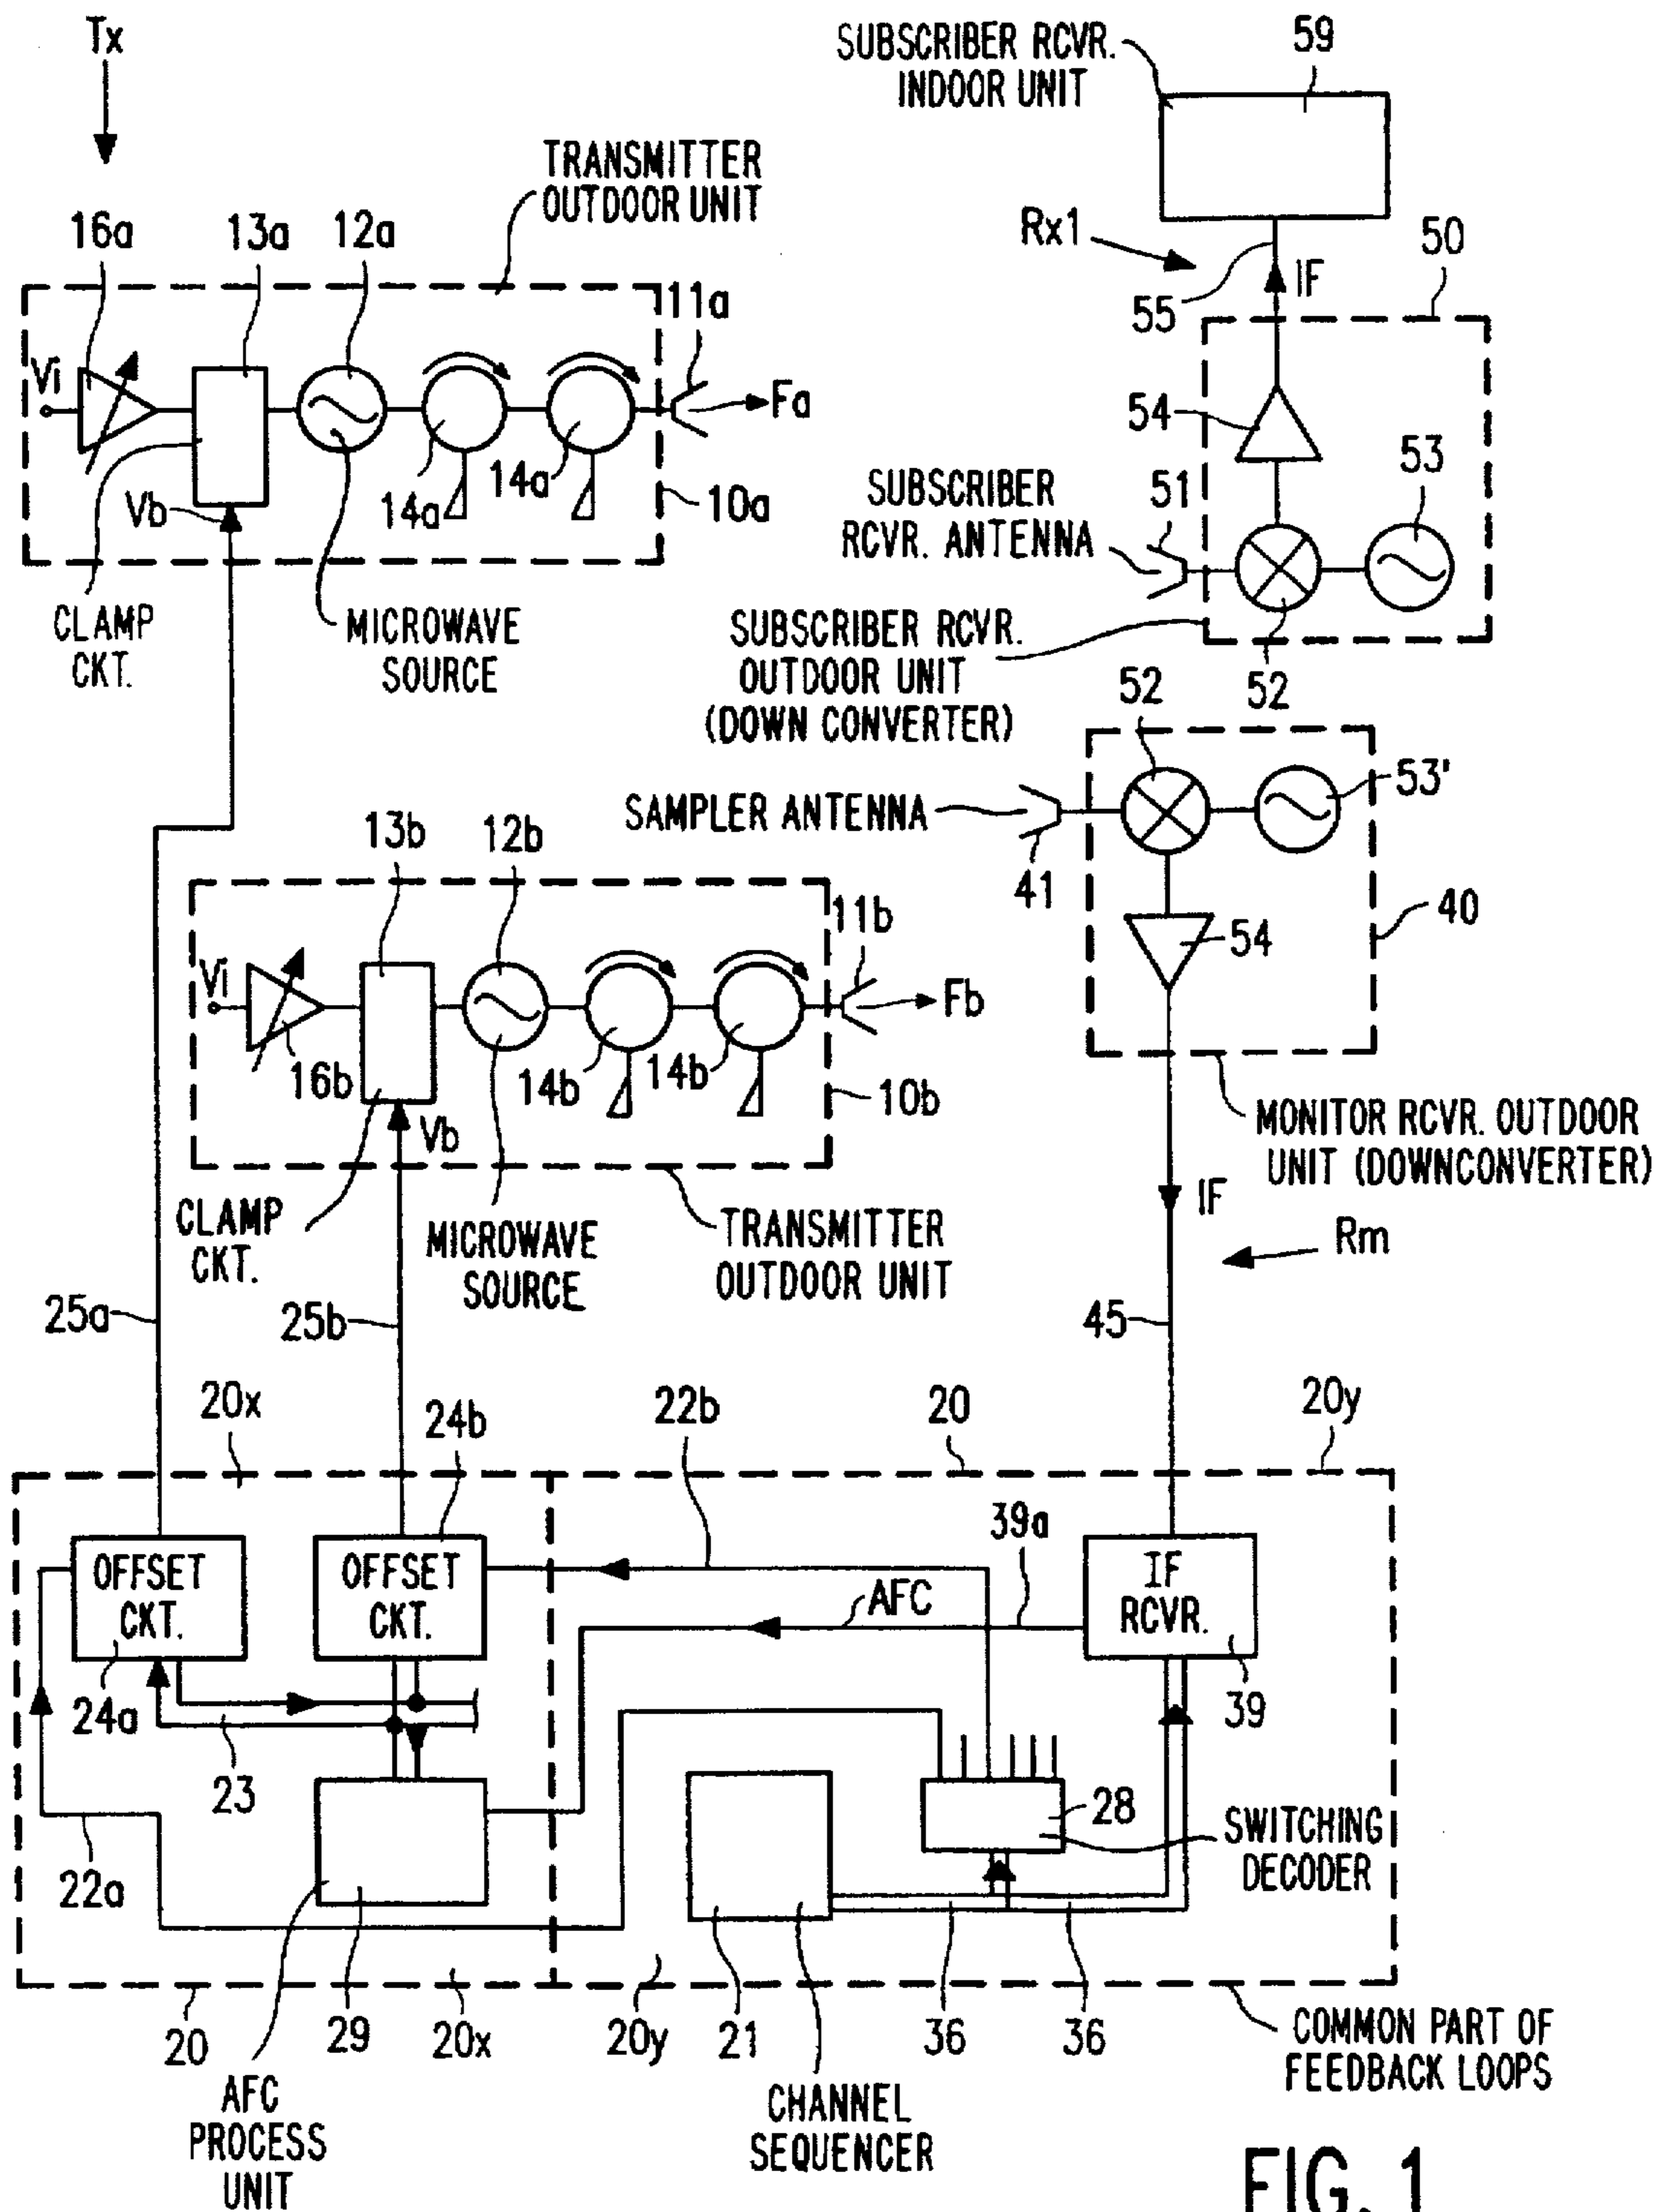 Tx
SUBSCRIBER RCVR.
INDOOR UNIT
59
TRANSMITTER
OUTDOOR UNIT
16a
13a
12a
Rx1
50
IF
55
11a
Vi
Fa
54
53
14a
14a
10a
Vb
SUBSCRIBER
RCVR. ANTENNA
51
CLAMP
CKT.
MICROWAVE
SOURCE
SUBSCRIBER RCVR.
OUTDOOR UNIT
(DOWN CONVERTER)
52
52
53'
SAMPLER ANTENNA
41
13b
12b
40
54
11b
Vi
Fb
16b
14b
14b
10b
Vb
MONITOR RCVR. OUTDOOR
UNIT (DOWNCONVERTER)
CLAMP
CKT.
MICROWAVE
SOURCE
TRANSMITTER
OUTDOOR UNIT
IF
Rm
25a
25b
45
20x
24b
22b
20
20y
39a
OFFSET
CKT.
OFFSET
CKT.
AFC
IF
RCVR.
24a
39
23
28
SWITCHING
DECODER
22a
20
29
20x
20y
21
36
36
COMMON PART OF
FEEDBACK LOOPS
AFC
PROCESS
UNIT
CHANNEL
SEQUENCER
FIG. 1